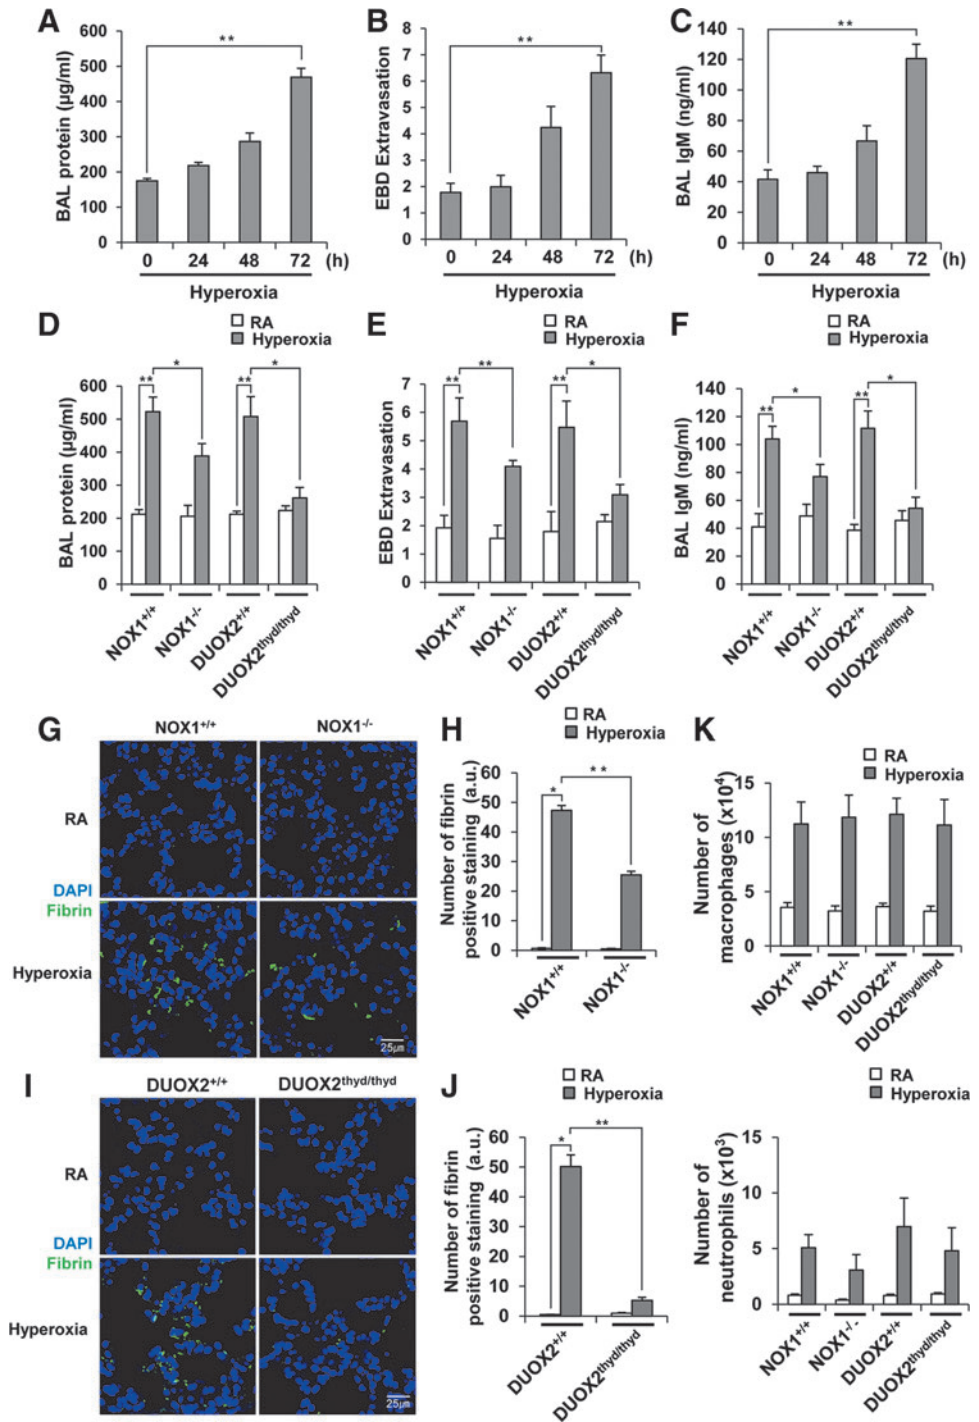 A
BAL protein (µg/ml)
600
500
400
300
200
100
0
**
0 24 48 72 (h)
Hyperoxia
B
EBD Extravasation
8
7
6
5
4
3
2
1
0
**
0 24 48 72 (h)
Hyperoxia
C
BAL IgM (ng/ml)
140
120
100
80
60
40
20
0
**
0 24 48 72 (h)
Hyperoxia
D
RA
Hyperoxia
BAL protein (µg/ml)
600
500
400
300
200
100
0
** * ** *
NOX1+/+
NOX1-/-
DUOX2+/+
DUOX2thyd/thyd
E
RA
Hyperoxia
EBD Extravasation
7
6
5
4
3
2
1
0
** ** ** *
NOX1+/+
NOX1-/-
DUOX2+/+
DUOX2thyd/thyd
F
RA
Hyperoxia
BAL IgM (ng/ml)
140
120
100
80
60
40
20
0
** * ** *
NOX1+/+
NOX1-/-
DUOX2+/+
DUOX2thyd/thyd
G
NOX1+/+ NOX1-/-
RA
DAPI
Fibrin
Hyperoxia
25µm
H
RA
Hyperoxia
Number of fibrin
positive staining (a.u.)
60
50
40
30
20
10
0
* **
NOX1+/+
NOX1-/-
K
RA
Hyperoxia
Number of
macrophages (x10⁴)
15
10
5
0
NOX1+/+
NOX1-/-
DUOX2+/+
DUOX2thyd/thyd
I
DUOX2+/+ DUOX2thyd/thyd
RA
DAPI
Fibrin
Hyperoxia
25µm
J
RA
Hyperoxia
Number of fibrin
positive staining (a.u.)
60
50
40
30
20
10
0
* **
DUOX2+/+
DUOX2thyd/thyd
RA
Hyperoxia
Number of
neutrophils (x10³)
15
10
5
0
NOX1+/+
NOX1-/-
DUOX2+/+
DUOX2thyd/thyd